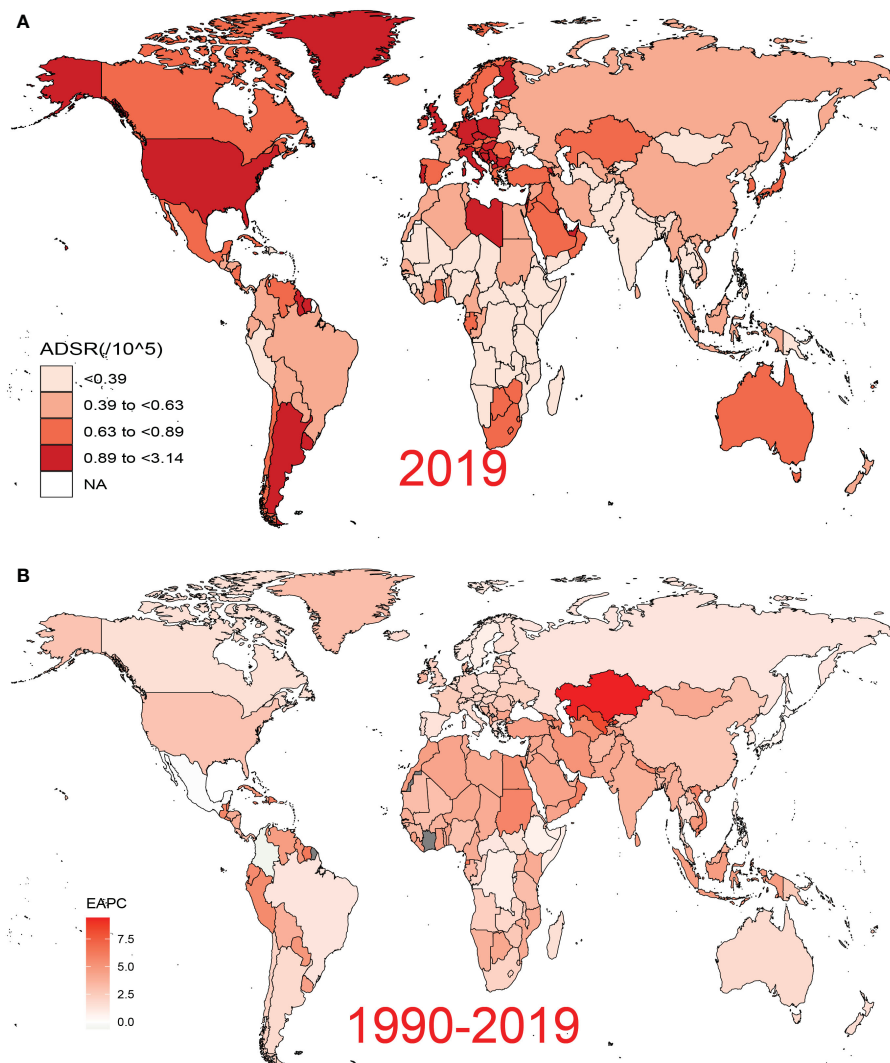 A
ADSR(/10^5)
<0.39
0.39 to <0.63
0.63 to <0.89
0.89 to <3.14
NA
2019
B
EAPC
7.5
5.0
2.5
0.0
1990-2019